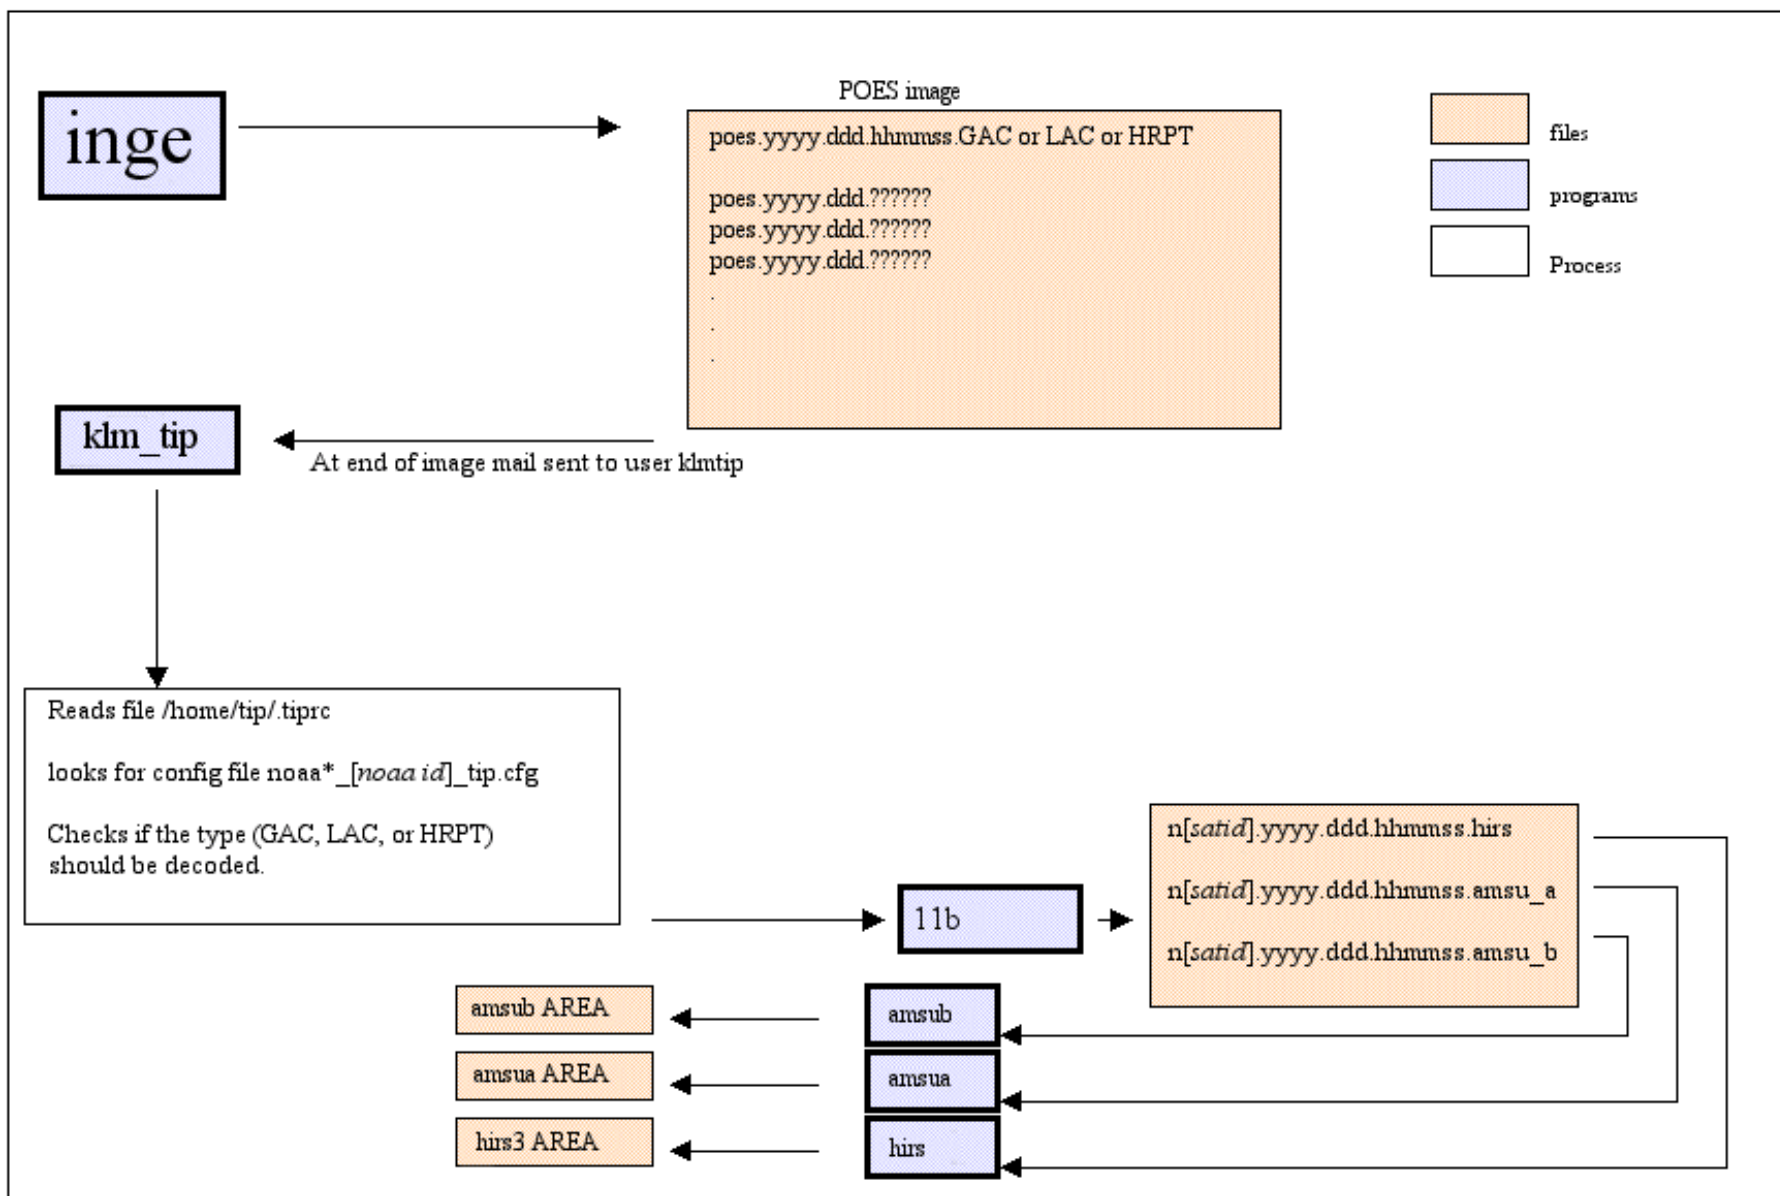 inge
POES image
poes.yyyy.ddd.hhmmss.GAC or LAC or HRPT
poes.yyyy.ddd.??????
poes.yyyy.ddd.??????
poes.yyyy.ddd.??????
.
.
.
files
programs
Process
klm_tip
At end of image mail sent to user klmtip
Reads file /home/tip/.tiprc
looks for config file noaa*_[noaa id]_tip.cfg
Checks if the type (GAC, LAC, or HRPT)
should be decoded.
11b
n[satid].yyyy.ddd.hhmmss.hirs
n[satid].yyyy.ddd.hhmmss.amsu_a
n[satid].yyyy.ddd.hhmmss.amsu_b
amsub AREA
amsub
amsua AREA
amsua
hirs3 AREA
hirs